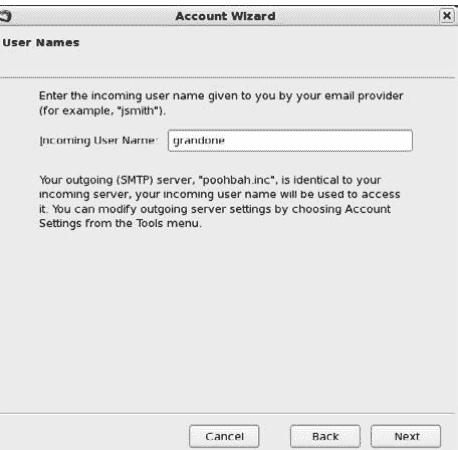 Account Wizard
User Names
Enter the incoming user name given to you by your email provider
(for example, "jsmith").
Incoming User Name:
grandone
Your outgoing (SMTP) server, "poohbah.inc", is identical to your
incoming server, your incoming user name will be used to access
it. You can modify outgoing server settings by choosing Account
Settings from the Tools menu.
Cancel
Back
Next